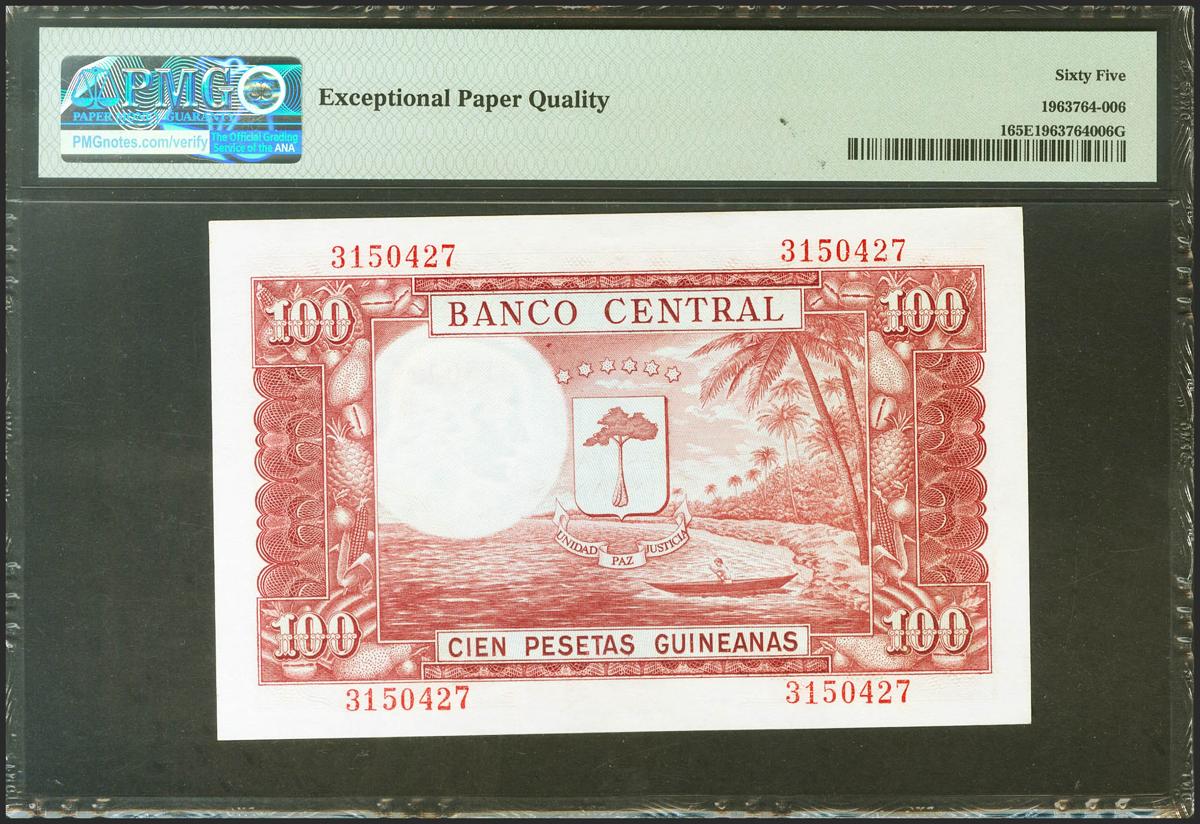 PMG
PAPER MONEY GUARANTY
PMGnotes.com/verify
The Official Grading
Service of the ANA
Exceptional Paper Quality
Sixty Five
1963764-006
165E1963764006G
3150427 3150427
100 BANCO CENTRAL 100
UNIDAD PAZ JUSTICIA
100 CIEN PESETAS GUINEANAS 100
3150427 3150427